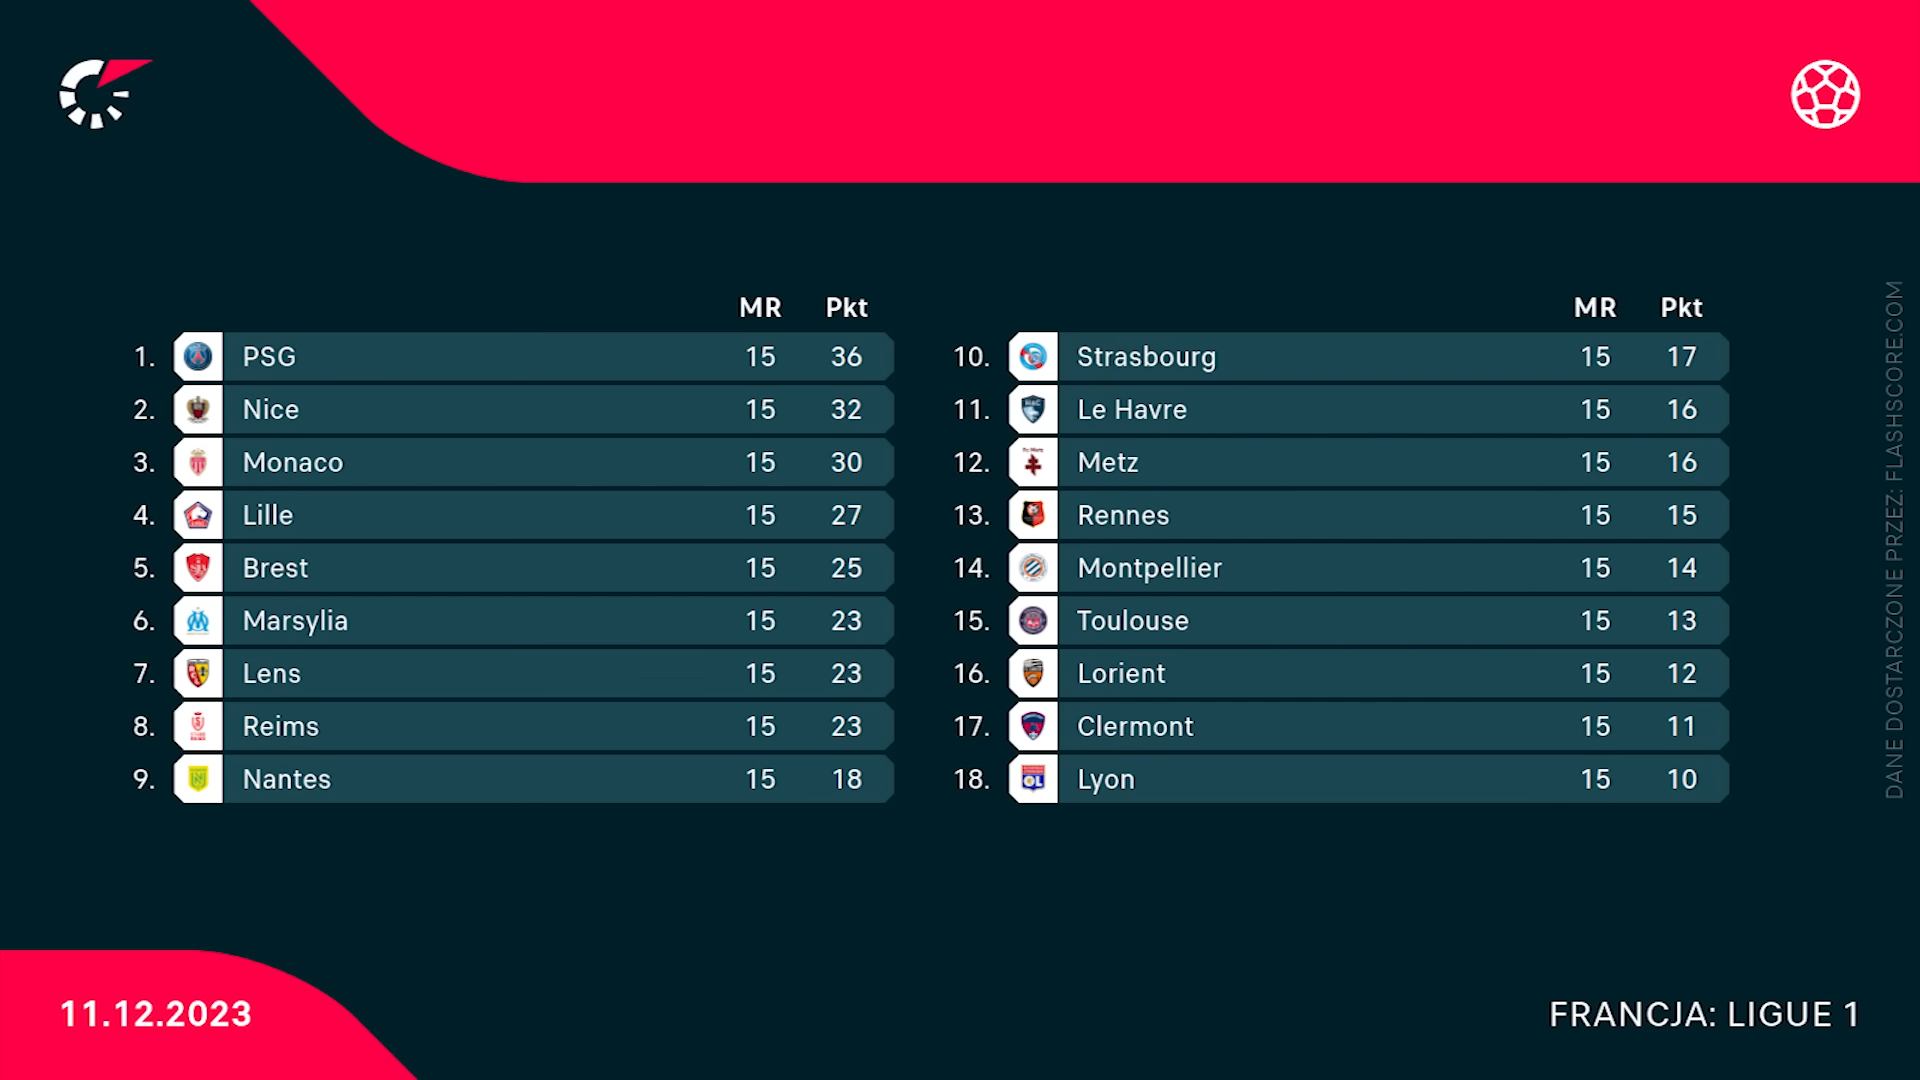 MR Pkt
1. PSG 15 36
2. Nice 15 32
3. Monaco 15 30
4. Lille 15 27
5. Brest 15 25
6. Marsylia 15 23
7. Lens 15 23
8. Reims 15 23
9. Nantes 15 18
MR Pkt
10. Strasbourg 15 17
11. Le Havre 15 16
12. Metz 15 16
13. Rennes 15 15
14. Montpellier 15 14
15. Toulouse 15 13
16. Lorient 15 12
17. Clermont 15 11
18. Lyon 15 10
DANE DOSTARCZONE PRZEZ: FLASHSCORE.COM
11.12.2023
FRANCJA: LIGUE 1